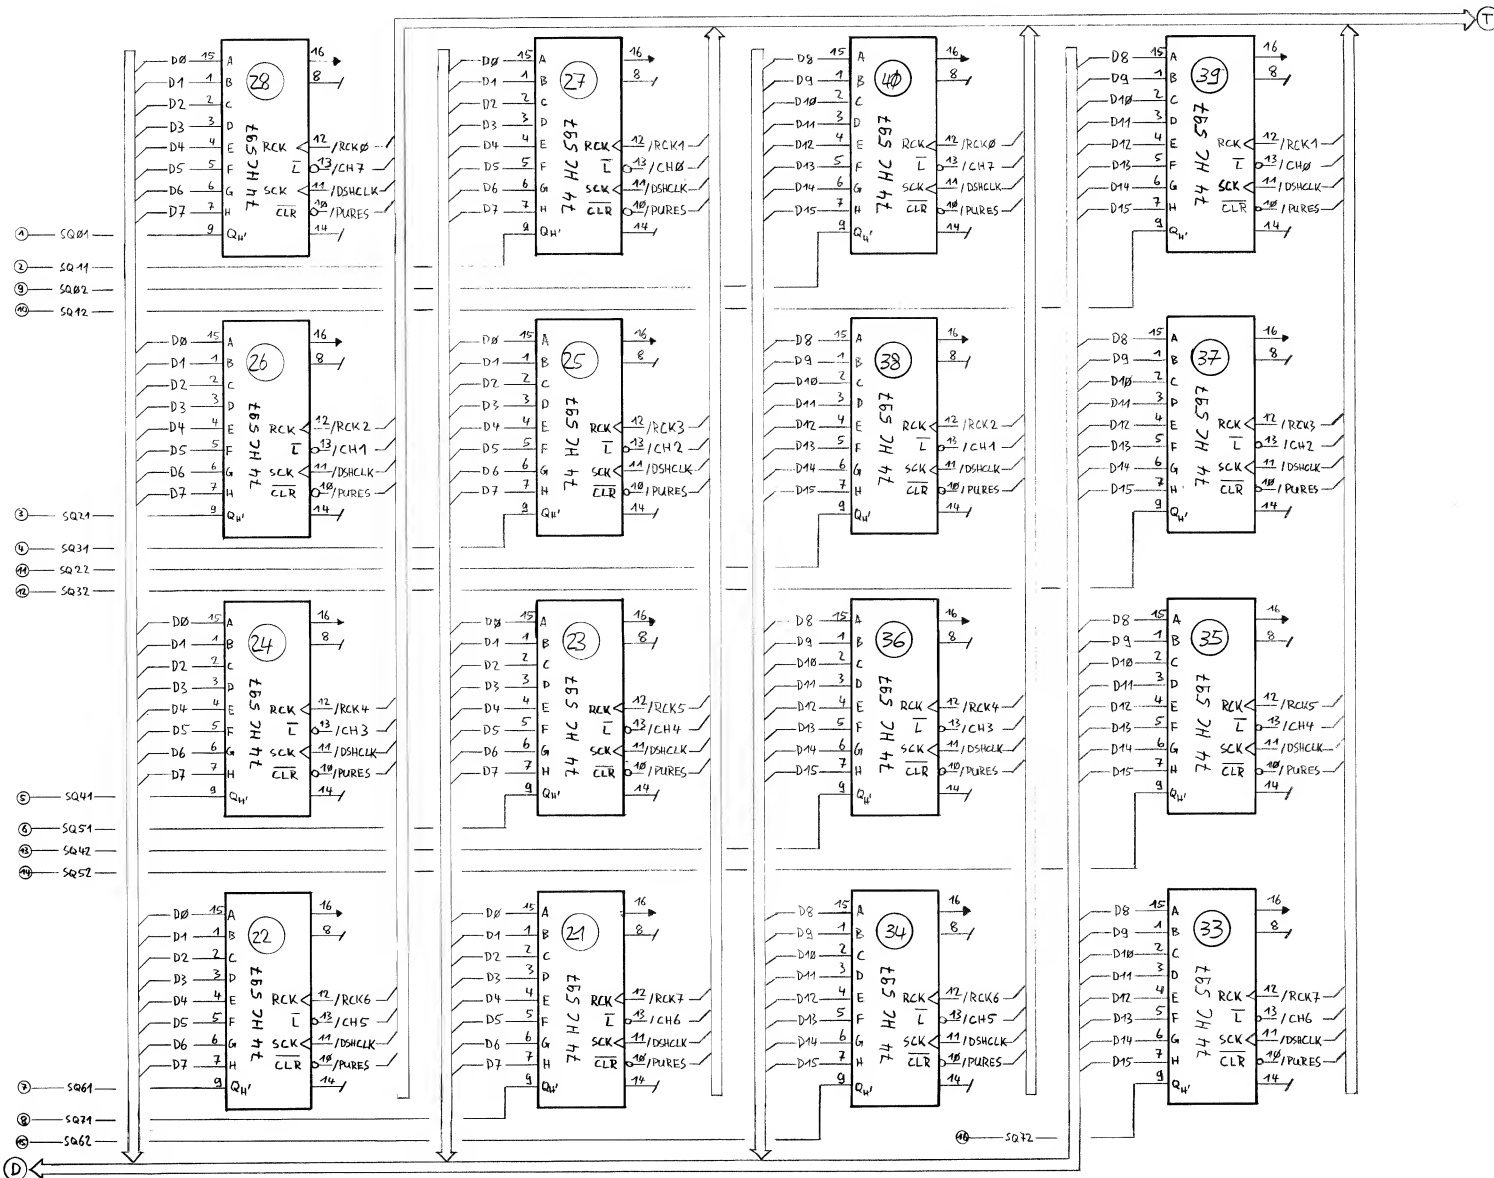 T
D0 15 A 16
D1 1 B 28 8
D2 2 C
D3 3 D
74 HC 597
D4 4 E RCK 12 /RCK0
D5 5 F L 13 /CH7
D6 6 G SCK 11 /DSHCLK
D7 7 H CLR 10 /PURES
1 SQ01 9 QH' 14
D0 15 A 16
D1 1 B 27 8
D2 2 C
D3 3 D
74 HC 597
D4 4 E RCK 12 /RCK1
D5 5 F L 13 /CH0
D6 6 G SCK 11 /DSHCLK
D7 7 H CLR 10 /PURES
9 QH' 14
D8 15 A 16
D9 1 B 40 8
D10 2 C
D11 3 D
74 HC 597
D12 4 E RCK 12 /RCK0
D13 5 F L 13 /CH7
D14 6 G SCK 11 /DSHCLK
D15 7 H CLR 10 /PURES
9 QH' 14
D8 15 A 16
D9 1 B 39 8
D10 2 C
D11 3 D
74 HC 597
D12 4 E RCK 12 /RCK1
D13 5 F L 13 /CH0
D14 6 G SCK 11 /DSHCLK
D15 7 H CLR 10 /PURES
9 QH' 14
2 SQ11
9 SQ02
10 SQ12
D0 15 A 16
D1 1 B 26 8
D2 2 C
D3 3 D
74 HC 597
D4 4 E RCK 12 /RCK2
D5 5 F L 13 /CH1
D6 6 G SCK 11 /DSHCLK
D7 7 H CLR 10 /PURES
3 SQ21 9 QH' 14
D0 15 A 16
D1 1 B 25 8
D2 2 C
D3 3 D
74 HC 597
D4 4 E RCK 12 /RCK3
D5 5 F L 13 /CH2
D6 6 G SCK 11 /DSHCLK
D7 7 H CLR 10 /PURES
9 QH' 14
D8 15 A 16
D9 1 B 38 8
D10 2 C
D11 3 D
74 HC 597
D12 4 E RCK 12 /RCK2
D13 5 F L 13 /CH1
D14 6 G SCK 11 /DSHCLK
D15 7 H CLR 10 /PURES
9 QH' 14
D8 15 A 16
D9 1 B 37 8
D10 2 C
D11 3 D
74 HC 597
D12 4 E RCK 12 /RCK3
D13 5 F L 13 /CH2
D14 6 G SCK 11 /DSHCLK
D15 7 H CLR 10 /PURES
9 QH' 14
4 SQ31
11 SQ22
12 SQ32
D0 15 A 16
D1 1 B 24 8
D2 2 C
D3 3 D
74 HC 597
D4 4 E RCK 12 /RCK4
D5 5 F L 13 /CH3
D6 6 G SCK 11 /DSHCLK
D7 7 H CLR 10 /PURES
5 SQ41 9 QH' 14
D0 15 A 16
D1 1 B 23 8
D2 2 C
D3 3 D
74 HC 597
D4 4 E RCK 12 /RCK5
D5 5 F L 13 /CH4
D6 6 G SCK 11 /DSHCLK
D7 7 H CLR 10 /PURES
9 QH' 14
D8 15 A 16
D9 1 B 36 8
D10 2 C
D11 3 D
74 HC 597
D12 4 E RCK 12 /RCK4
D13 5 F L 13 /CH3
D14 6 G SCK 11 /DSHCLK
D15 7 H CLR 10 /PURES
9 QH' 14
D8 15 A 16
D9 1 B 35 8
D10 2 C
D11 3 D
74 HC 597
D12 4 E RCK 12 /RCK5
D13 5 F L 13 /CH4
D14 6 G SCK 11 /DSHCLK
D15 7 H CLR 10 /PURES
9 QH' 14
6 SQ51
13 SQ42
14 SQ52
D0 15 A 16
D1 1 B 22 8
D2 2 C
D3 3 D
74 HC 597
D4 4 E RCK 12 /RCK6
D5 5 F L 13 /CH5
D6 6 G SCK 11 /DSHCLK
D7 7 H CLR 10 /PURES
7 SQ61 9 QH' 14
D0 15 A 16
D1 1 B 21 8
D2 2 C
D3 3 D
74 HC 597
D4 4 E RCK 12 /RCK7
D5 5 F L 13 /CH6
D6 6 G SCK 11 /DSHCLK
D7 7 H CLR 10 /PURES
9 QH' 14
D8 15 A 16
D9 1 B 34 8
D10 2 C
D11 3 D
74 HC 597
D12 4 E RCK 12 /RCK6
D13 5 F L 13 /CH5
D14 6 G SCK 11 /DSHCLK
D15 7 H CLR 10 /PURES
9 QH' 14
D8 15 A 16
D9 1 B 33 8
D10 2 C
D11 3 D
74 HC 597
D12 4 E RCK 12 /RCK7
D13 5 F L 13 /CH6
D14 6 G SCK 11 /DSHCLK
D15 7 H CLR 10 /PURES
9 QH' 14
8 SQ71
15 SQ62
16 SQ72
D